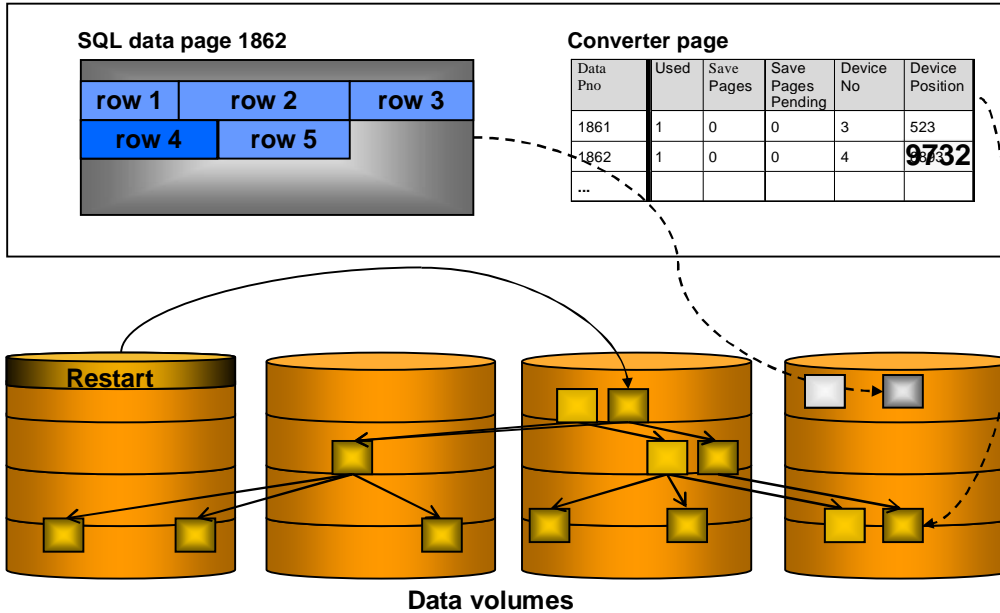 SQL data page 1862
row 1 row 2 row 3
row 4 row 5
Converter page
Data Pno Used Save Pages Save Pages Pending Device No Device Position
1861 1 0 0 3 523
1862 1 0 0 4 9732
...
Restart
Data volumes